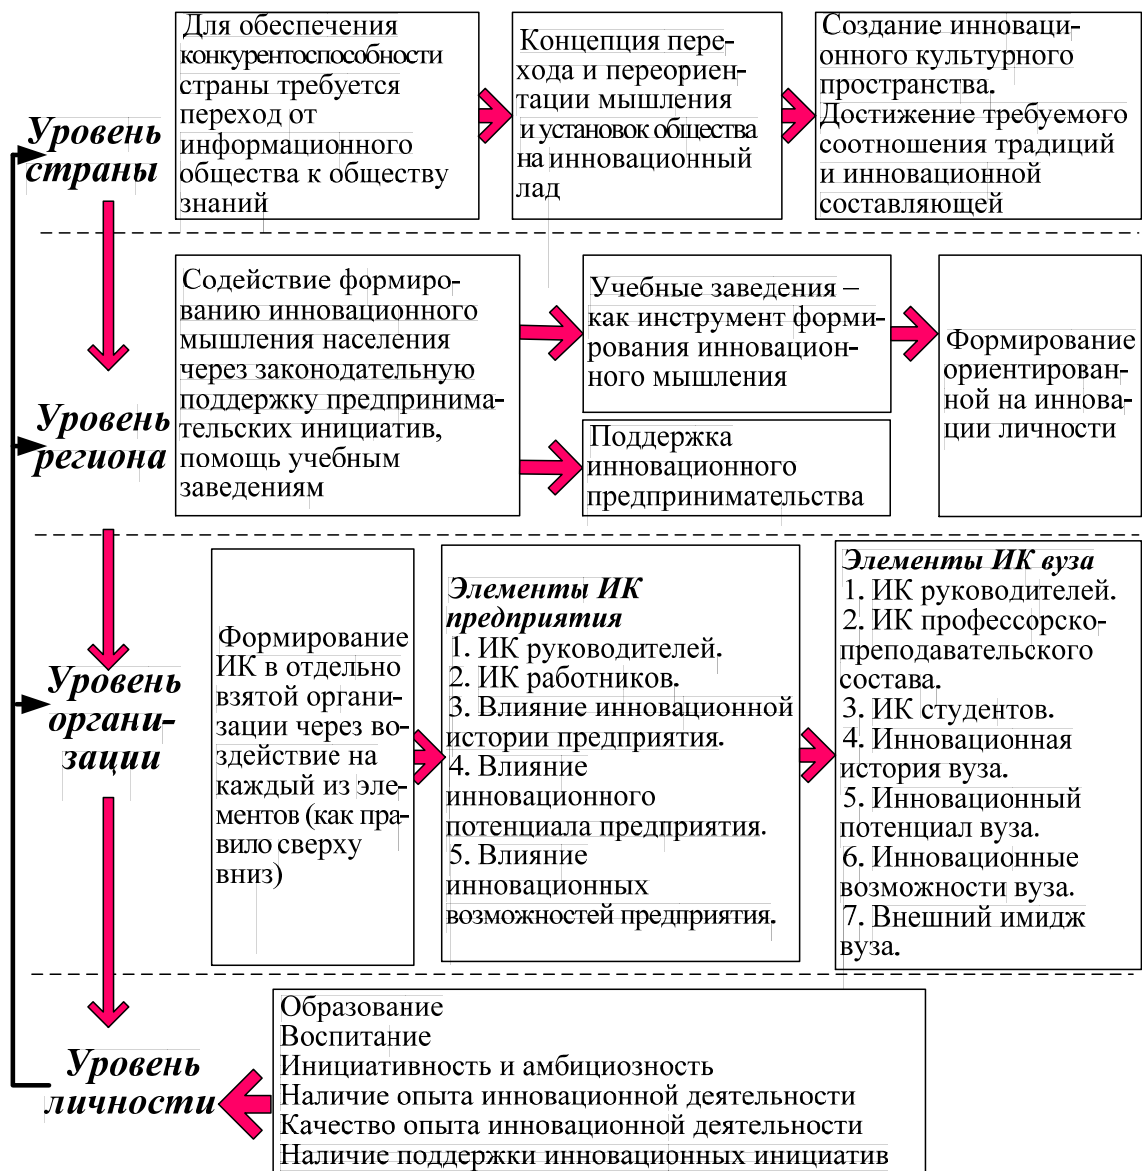 Уровень
страны
Для обеспечения
конкурентоспособности
страны требуется
переход от
информационного
общества к обществу
знаний
Концепция пере-
хода и переориен-
тации мышления
и установок общества
на инновационный
лад
Создание инноваци-
онного культурного
пространства.
Достижение требуемого
соотношения традиций
и инновационной
составляющей
Уровень
региона
Содействие формиро-
ванию инновационного
мышления населения
через законодательную
поддержку предпринима-
тельских инициатив,
помощь учебным
заведениям
Учебные заведения –
как инструмент форми-
рования инновацион-
ного мышления
Поддержка
инновационного
предпринимательства
Формирование
ориентирован-
ной на иннова-
ции личности
Уровень
органи-
зации
Формирование
ИК в отдельно
взятой органи-
зации через во-
здействие на
каждый из эле-
ментов (как пра-
вило сверху
вниз)
Элементы ИК
предприятия
1. ИК руководителей.
2. ИК работников.
3. Влияние инновационной
истории предприятия.
4. Влияние
инновационного
потенциала предприятия.
5. Влияние
инновационных
возможностей предприятия.
Элементы ИК вуза
1. ИК руководителей.
2. ИК профессорско-
преподавательского
состава.
3. ИК студентов.
4. Инновационная
история вуза.
5. Инновационный
потенциал вуза.
6. Инновационные
возможности вуза.
7. Внешний имидж
вуза.
Уровень
личности
Образование
Воспитание
Инициативность и амбициозность
Наличие опыта инновационной деятельности
Качество опыта инновационной деятельности
Наличие поддержки инновационных инициатив